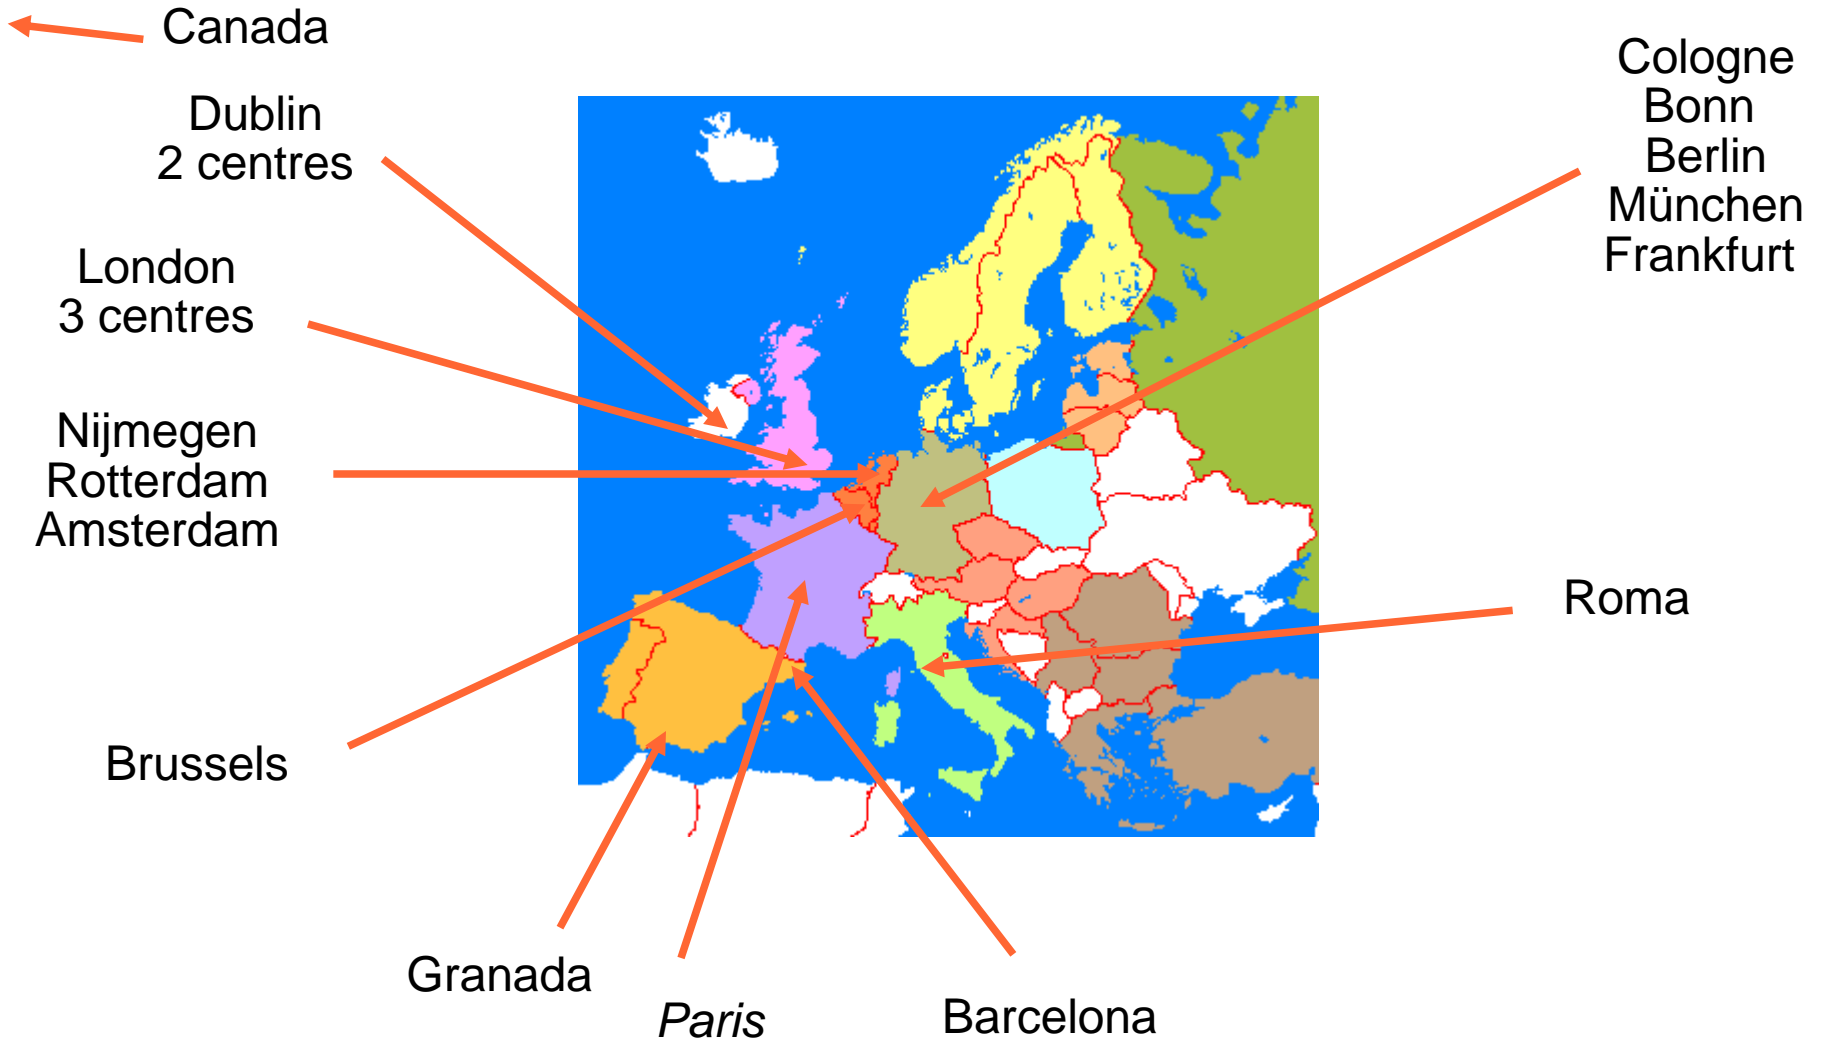 Canada
Dublin
2 centres
London
3 centres
Nijmegen
Rotterdam
Amsterdam
Brussels
Granada
Paris
Barcelona
Roma
Cologne
Bonn
Berlin
München
Frankfurt